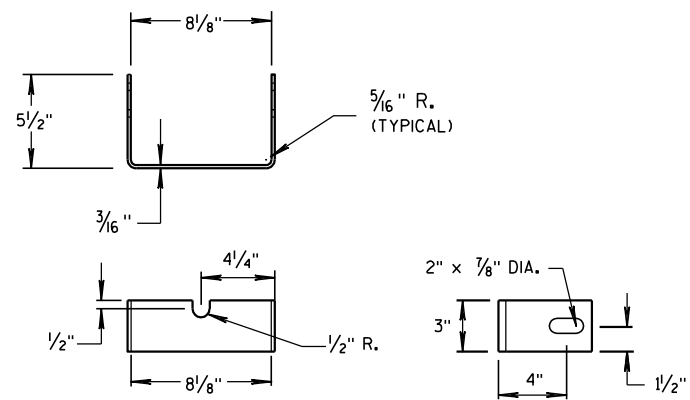 8 1/8"
5 1/2"
5/16" R.
(TYPICAL)
3/16"
4 1/4"
1/2"
1/2" R.
8 1/8"
2" x 7/8" DIA.
3"
4"
1 1/2"